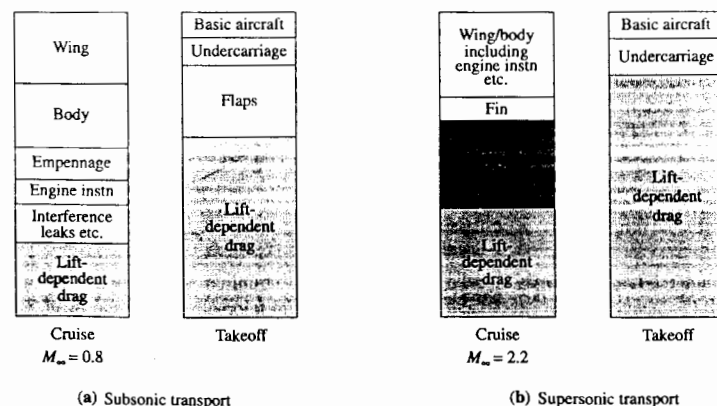 Wing
Body
Empennage
Engine instn
Interference
leaks etc.
Lift-
dependent
drag
Cruise
M∞ = 0.8
Basic aircraft
Undercarriage
Flaps
Lift-
dependent
drag
Takeoff
(a) Subsonic transport
Wing/body
including
engine instn
etc.
Fin
Lift-
dependent
drag
Cruise
M∞ = 2.2
Basic aircraft
Undercarriage
Lift-
dependent
drag
Takeoff
(b) Supersonic transport